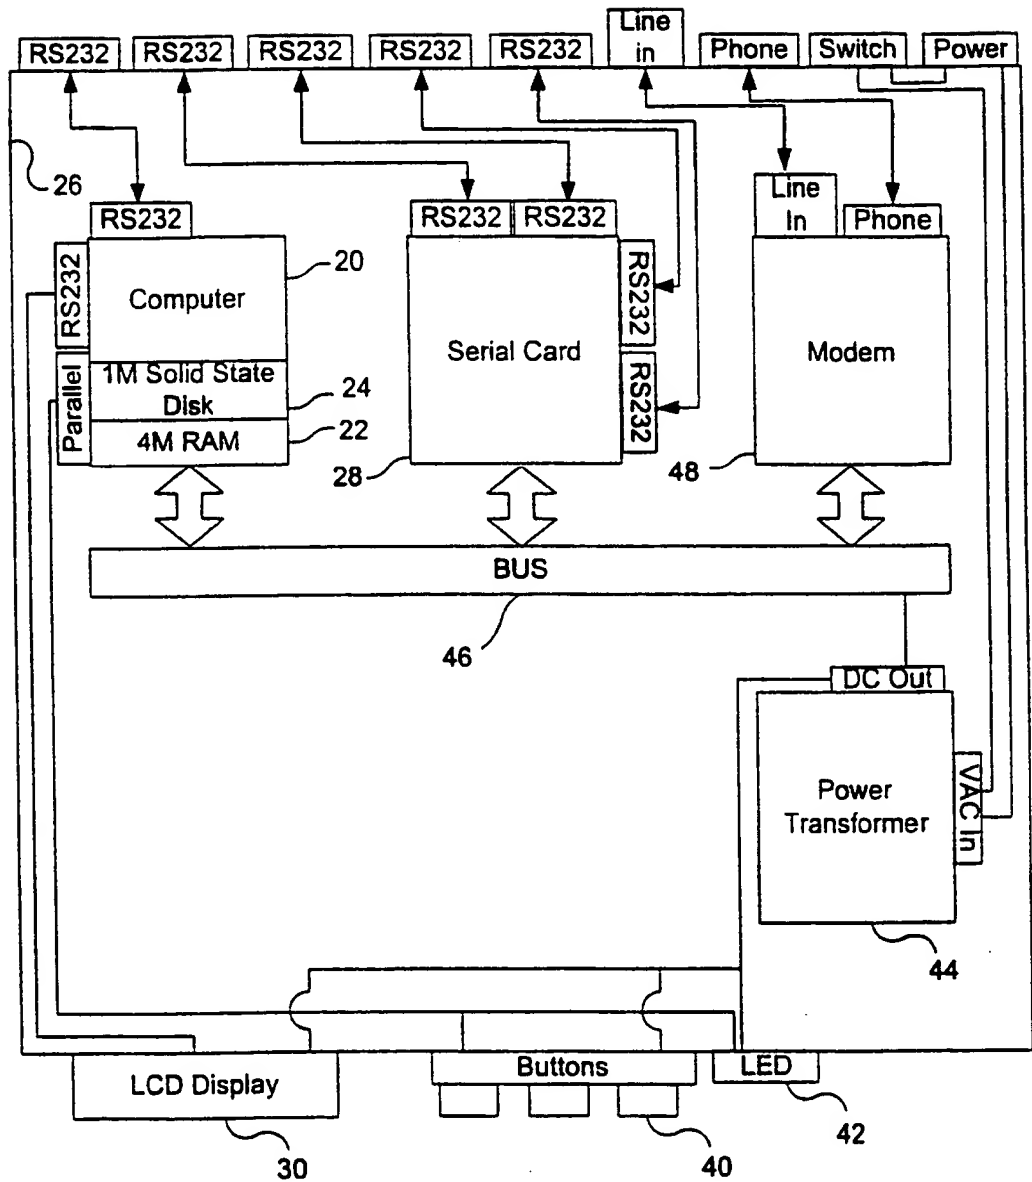 RS232
RS232
RS232
RS232
RS232
Line
in
Phone
Switch
Power
26
RS232
RS232
RS232
Line
In
Phone
RS232
Computer
20
Serial Card
RS232
Modem
Parallel
1M Solid State
Disk
24
RS232
4M RAM
22
28
48
BUS
46
DC Out
Power
Transformer
VAC In
44
LCD Display
Buttons
LED
42
30
40